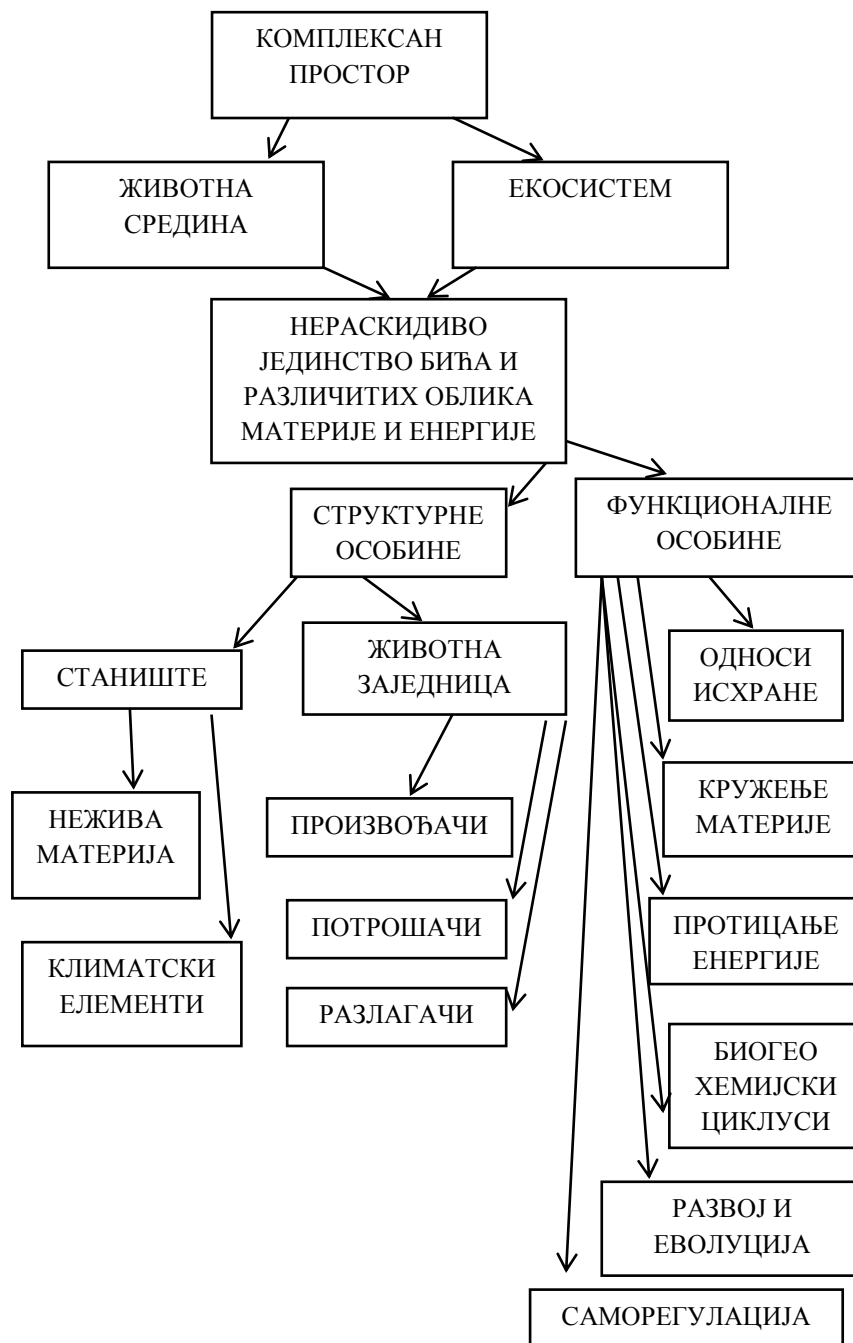 КОМПЛЕКСАН
ПРОСТОР
ЖИВОТНА
СРЕДИНА
ЕКОСИСТЕМ
НЕРАСКИДИВО
ЈЕДИНСТВО БИЋА И
РАЗЛИЧИТИХ ОБЛИКА
МАТЕРИЈЕ И ЕНЕРГИЈЕ
СТРУКТУРНЕ
ОСОБИНЕ
ФУНКЦИОНАЛНЕ
ОСОБИНЕ
СТАНИШТЕ
ЖИВОТНА
ЗАЈЕДНИЦА
ОДНОСИ
ИСХРАНЕ
НЕЖИВА
МАТЕРИЈА
ПРОИЗВОЂАЧИ
КРУЖЕЊЕ
МАТЕРИЈЕ
ПОТРОШАЧИ
ПРОТИЦАЊЕ
ЕНЕРГИЈЕ
КЛИМАТСКИ
ЕЛЕМЕНТИ
РАЗЛАГАЧИ
БИОГЕО
ХЕМИЈСКИ
ЦИКЛУСИ
РАЗВОЈ И
ЕВОЛУЦИЈА
САМОРЕГУЛАЦИЈА